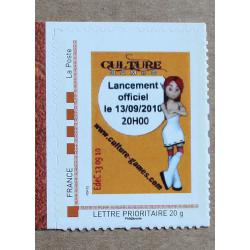 La Poste
FRANCE
CULTURE
GAMES
Lancement
officiel
le 13/09/2010
20H00
www.culture-games.com
LETTRE PRIORITAIRE 20 g